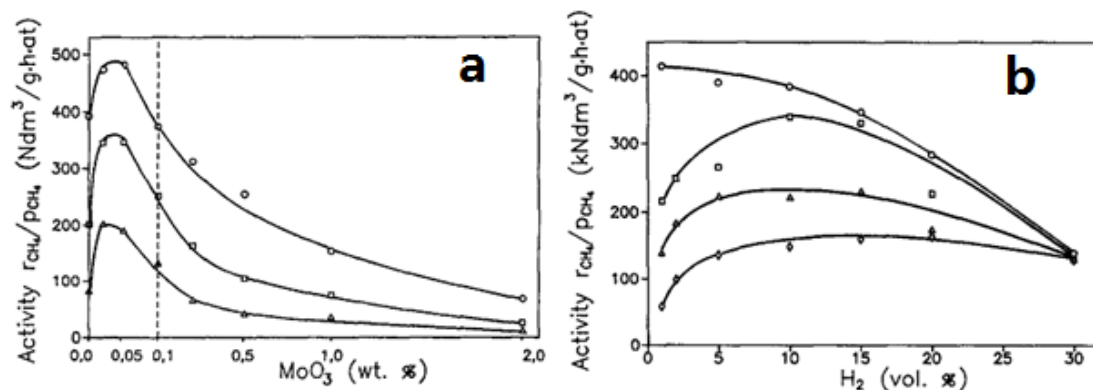 a
Activity r_CH₄/p_CH₄ (Ndm³/g·h·at)
500
400
300
200
100
0
0,0 0,05 0,1 0,5 1,0 2,0
MoO₃ (wt. %)
b
Activity r_CH₄/p_CH₄ (kNdm³/g·h·at)
400
300
200
100
0
0 5 10 15 20 25 30
H₂ (vol. %)